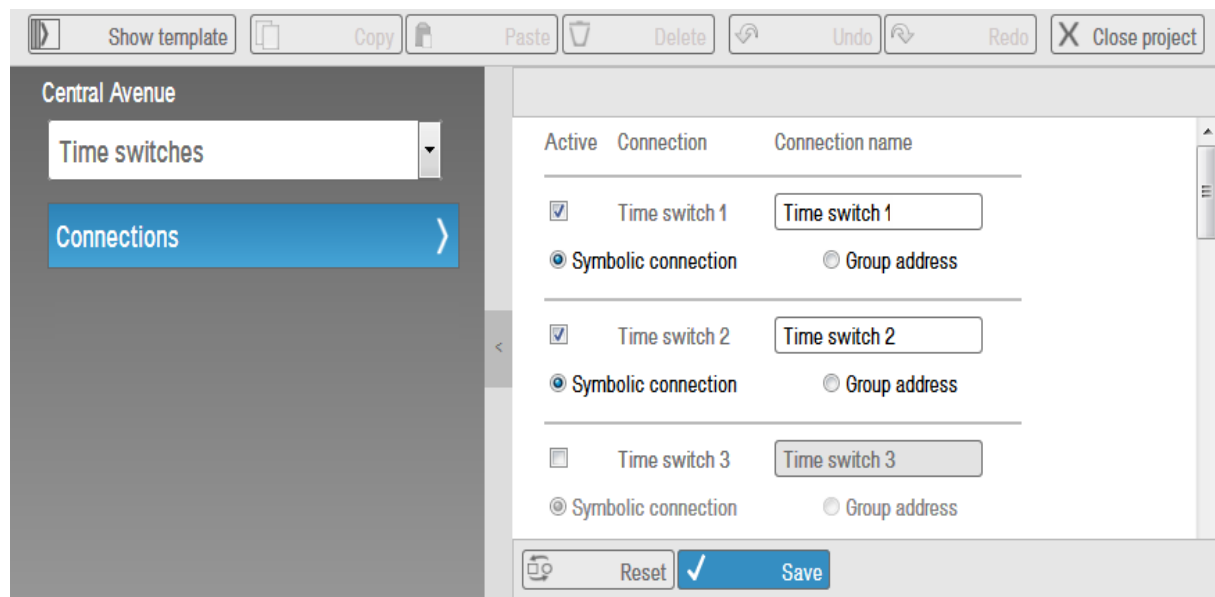 Show template Copy Paste Delete Undo Redo Close project
Central Avenue
Time switches
Connections
Active Connection Connection name
Time switch 1 Time switch 1
Symbolic connection Group address
Time switch 2 Time switch 2
Symbolic connection Group address
Time switch 3 Time switch 3
Symbolic connection Group address
Reset Save